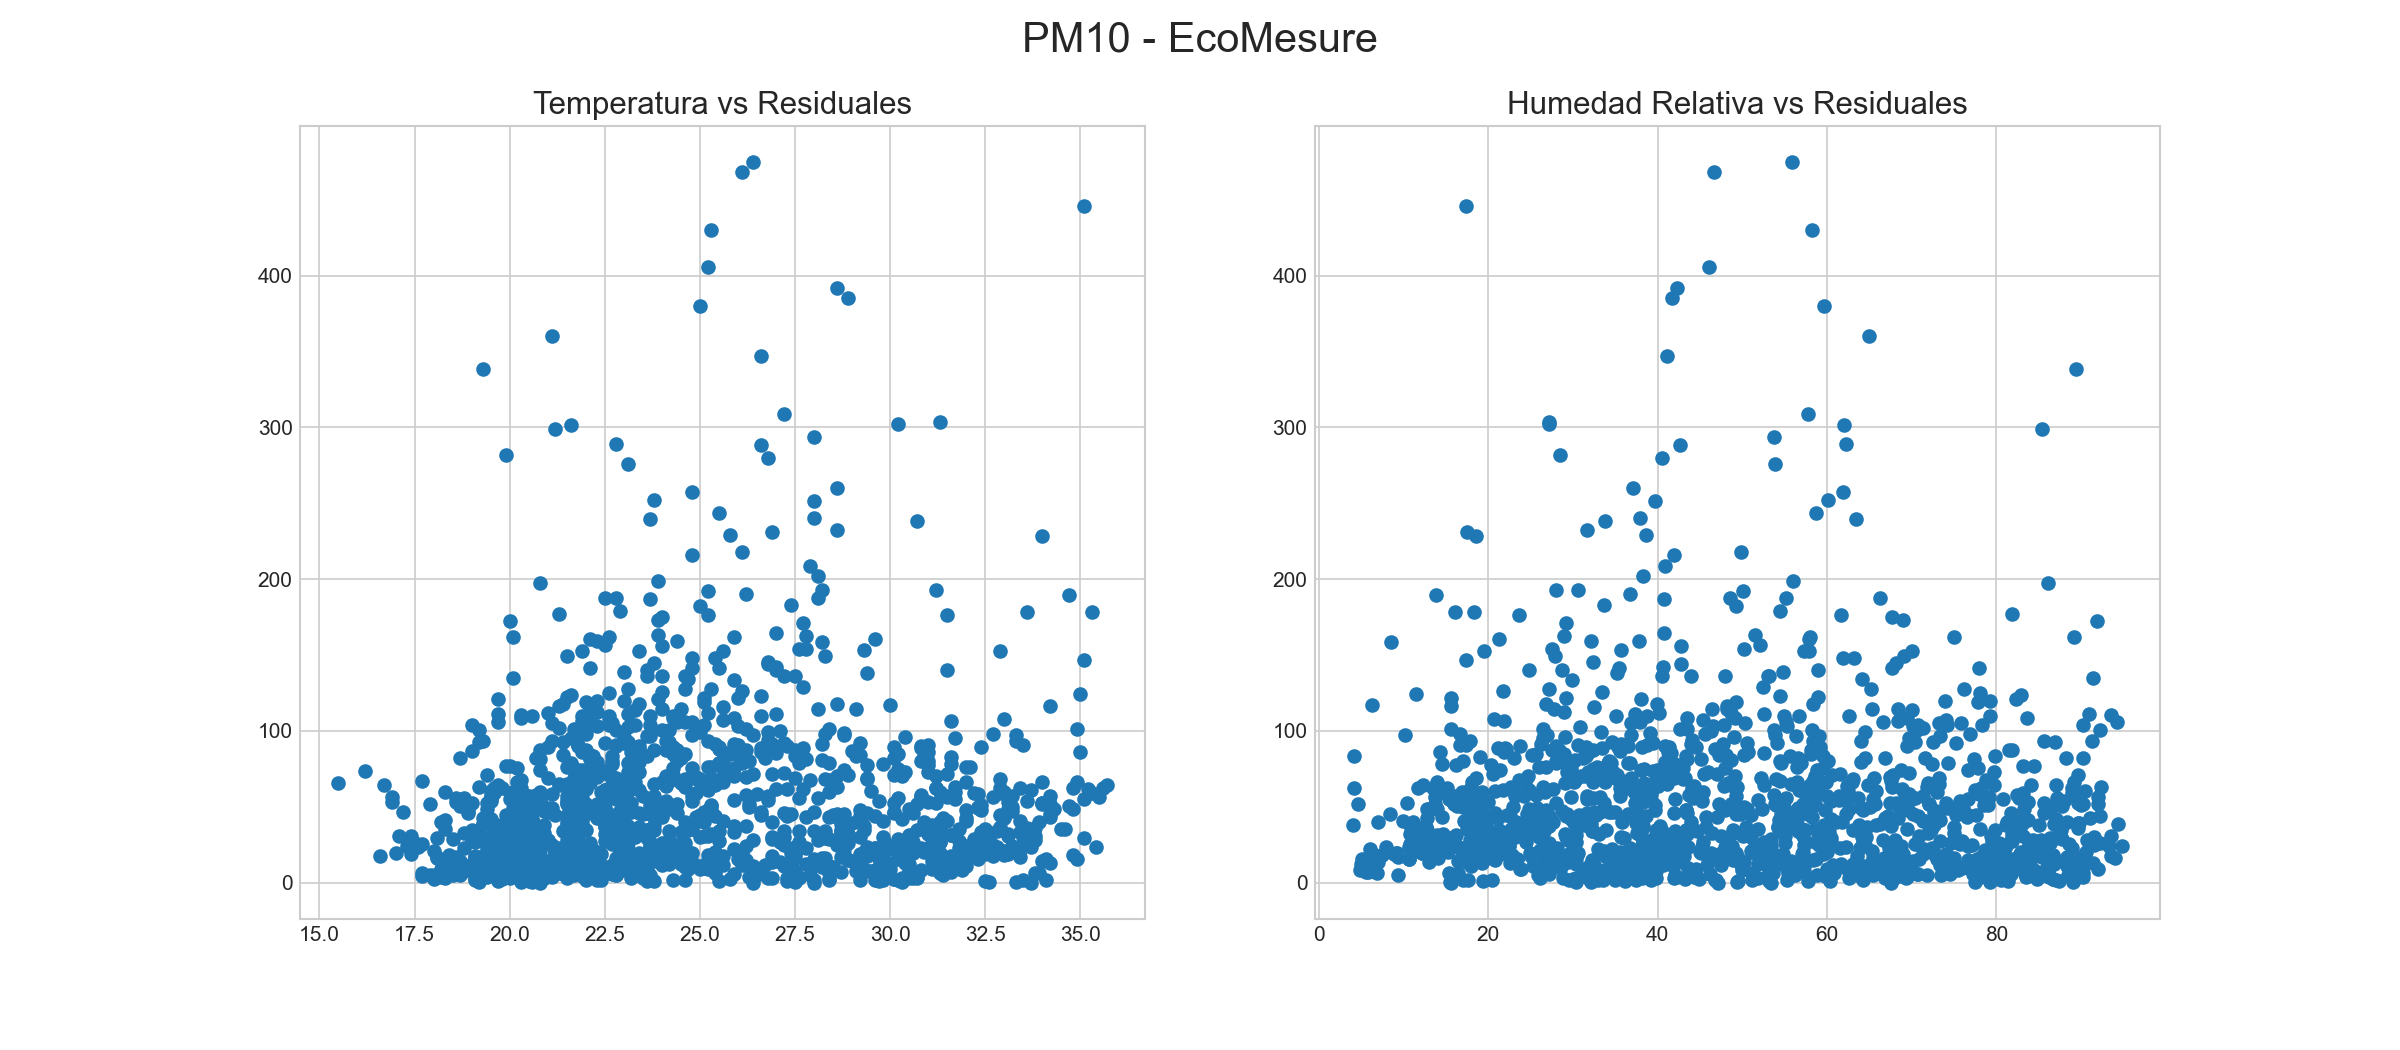 PM10 - EcoMesure
Temperatura vs Residuales
Humedad Relativa vs Residuales
400
300
200
100
0
15.0 17.5 20.0 22.5 25.0 27.5 30.0 32.5 35.0
400
300
200
100
0
0 20 40 60 80